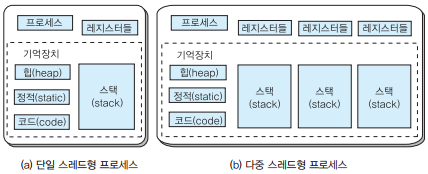 프로세스 레지스터들
기억장치
힙(heap)
정적(static)
코드(code)
스택
(stack)
(a) 단일 스레드형 프로세스
프로세스 레지스터들 레지스터들 레지스터들
기억장치
힙(heap)
정적(static)
코드(code)
스택
(stack)
스택
(stack)
스택
(stack)
(b) 다중 스레드형 프로세스